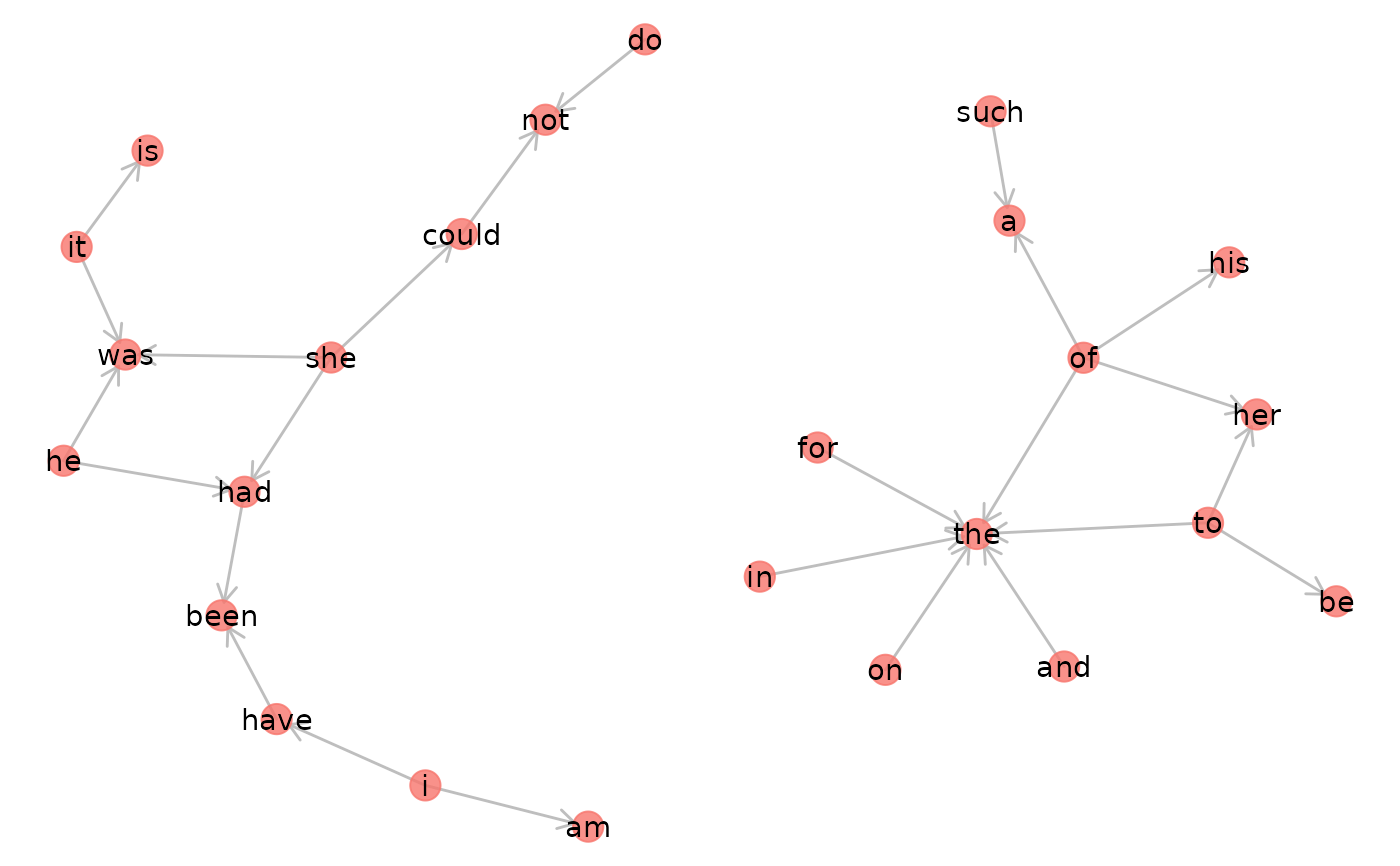 do
such
not
is
a
could
it
his
was
she
of
her
for
he
had
to
the
in
be
been
and
on
have
i
am